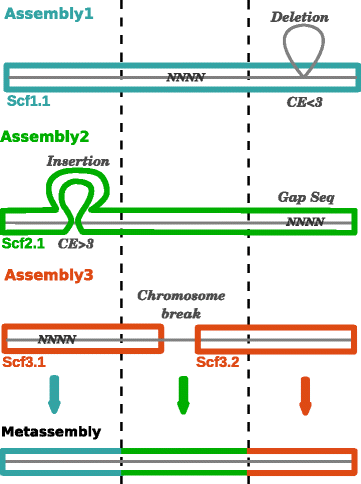 Assembly1
Deletion
NNNN
Scf1.1
CE<3
Assembly2
Insertion
Gap Seq
NNNN
Scf2.1
CE>3
Assembly3
Chromosome
break
NNNN
Scf3.1
Scf3.2
Metassembly